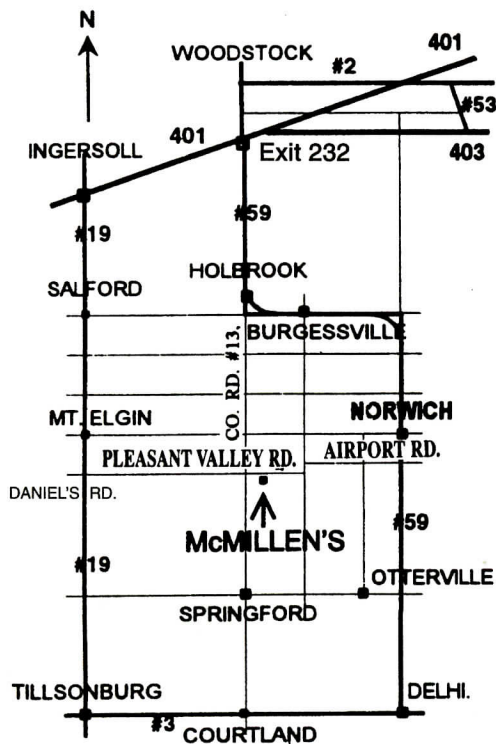 N
WOODSTOCK
401
#2
#53
401
403
INGERSOLL
Exit 232
#19
#59
HOLBROOK
SALFORD
BURGESSVILLE
CO. RD. #13.
MT. ELGIN
NORWICH
PLEASANT VALLEY RD.
AIRPORT RD.
DANIEL'S RD.
McMILLEN'S
#59
#19
OTTERVILLE
SPRINGFORD
TILLSONBURG
DELHI.
#3
COURTLAND